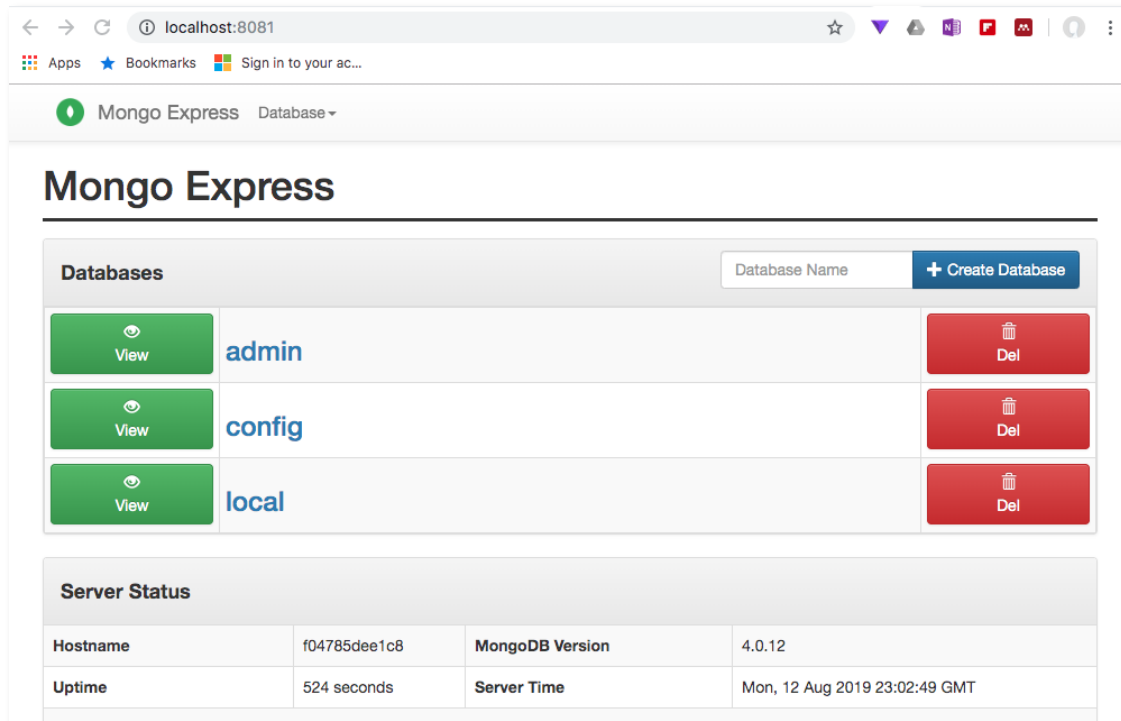 localhost:8081
Apps Bookmarks Sign in to your ac...
Mongo Express Database
Mongo Express
Databases Database Name + Create Database
View admin Del
View config Del
View local Del
Server Status
Hostname f04785dee1c8 MongoDB Version 4.0.12
Uptime 524 seconds Server Time Mon, 12 Aug 2019 23:02:49 GMT